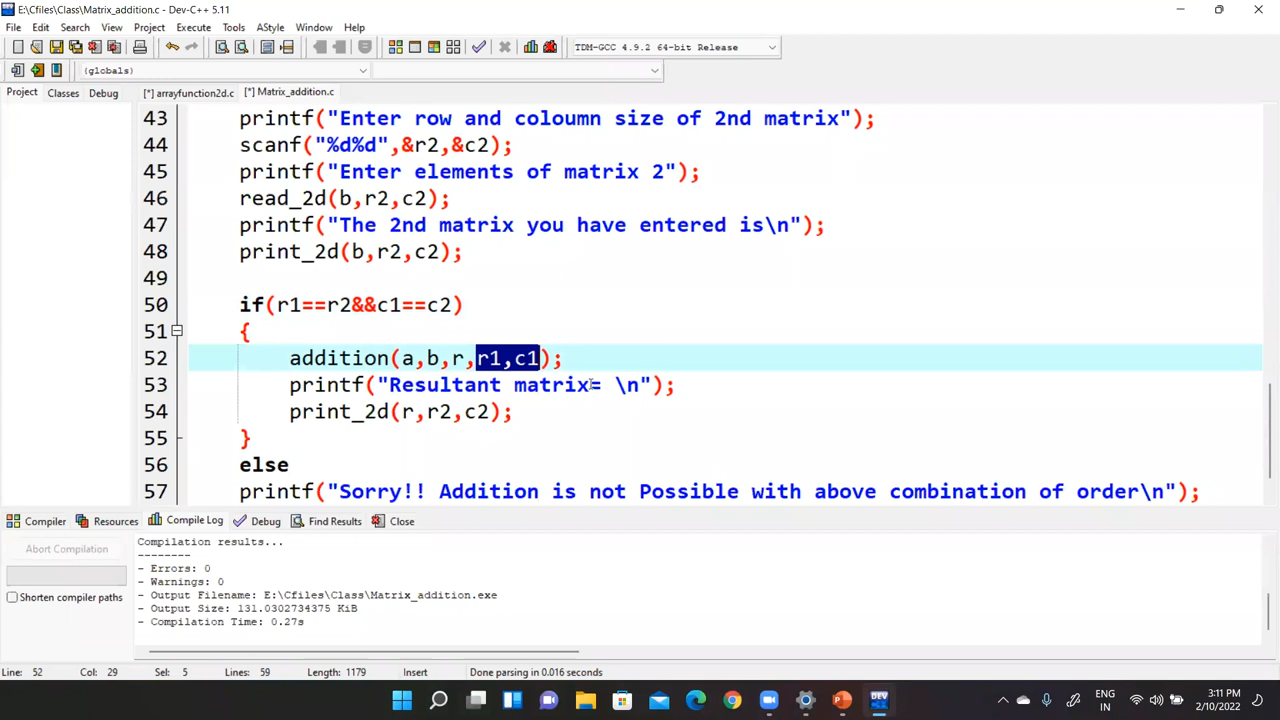 E:\Cfiles\Class\Matrix_addition.c - Dev-C++ 5.11
File Edit Search View Project Execute Tools AStyle Window Help
TDM-GCC 4.9.2 64-bit Release
(globals)
Project Classes Debug [*] arrayfunction2d.c [*] Matrix_addition.c
43 printf("Enter row and coloumn size of 2nd matrix");
44 scanf("%d%d",&r2,&c2);
45 printf("Enter elements of matrix 2");
46 read_2d(b,r2,c2);
47 printf("The 2nd matrix you have entered is\n");
48 print_2d(b,r2,c2);
49
50 if(r1==r2&&c1==c2)
51 {
52 addition(a,b,r,r1,c1);
53 printf("Resultant matrix= \n");
54 print_2d(r,r2,c2);
55 }
56 else
57 printf("Sorry!! Addition is not Possible with above combination of order\n");
Compiler Resources Compile Log Debug Find Results Close
Abort Compilation
Shorten compiler paths
Compilation results...
--------
- Errors: 0
- Warnings: 0
- Output Filename: E:\Cfiles\Class\Matrix_addition.exe
- Output Size: 131.0302734375 KiB
- Compilation Time: 0.27s
Line: 52 Col: 29 Sel: 5 Lines: 59 Length: 1179 Insert Done parsing in 0.016 seconds
DEV
ENG
IN
3:11 PM
2/10/2022